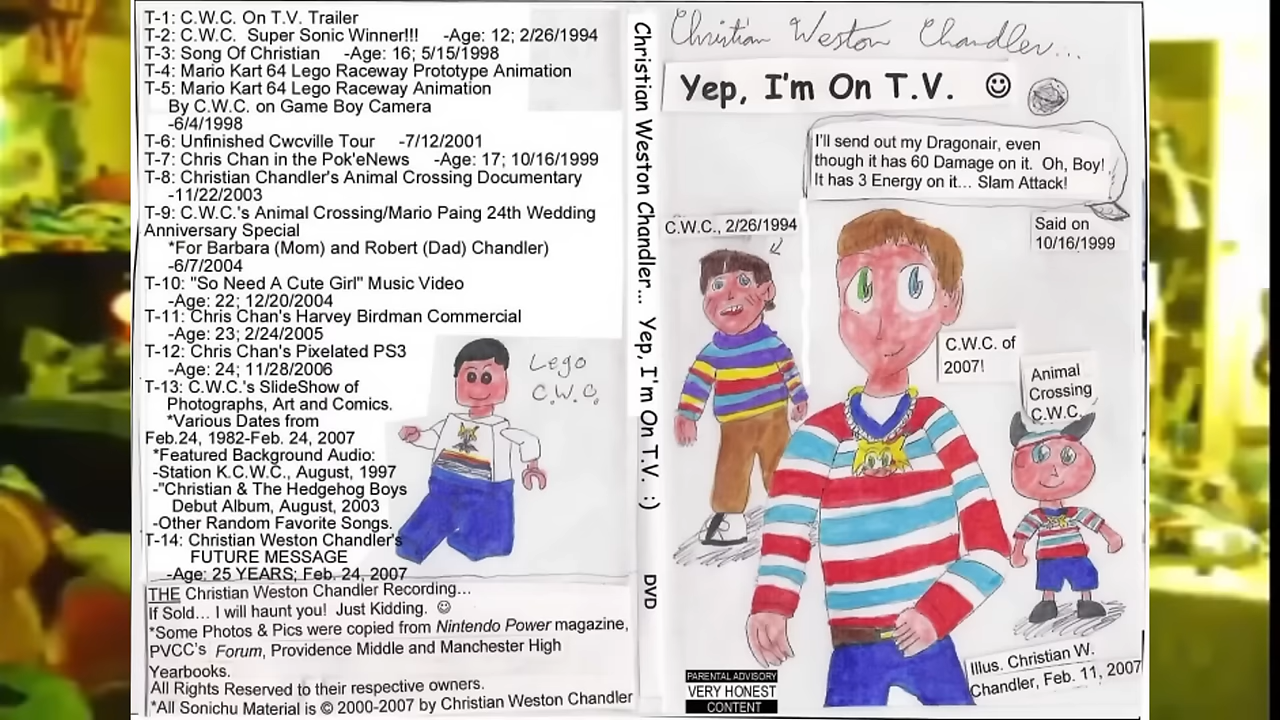 T-1: C.W.C. On T.V. Trailer
T-2: C.W.C. Super Sonic Winner!!! -Age: 12; 2/26/1994
T-3: Song Of Christian -Age: 16; 5/15/1998
T-4: Mario Kart 64 Lego Raceway Prototype Animation
T-5: Mario Kart 64 Lego Raceway Animation
By C.W.C. on Game Boy Camera
-6/4/1998
T-6: Unfinished Cwcville Tour -7/12/2001
T-7: Chris Chan in the Pok'eNews -Age: 17; 10/16/1999
T-8: Christian Chandler's Animal Crossing Documentary
-11/22/2003
T-9: C.W.C.'s Animal Crossing/Mario Paing 24th Wedding
Anniversary Special
*For Barbara (Mom) and Robert (Dad) Chandler)
-6/7/2004
T-10: "So Need A Cute Girl" Music Video
-Age: 22; 12/20/2004
T-11: Chris Chan's Harvey Birdman Commercial
-Age: 23; 2/24/2005
T-12: Chris Chan's Pixelated PS3
-Age: 24; 11/28/2006
T-13: C.W.C.'s SlideShow of
Photographs, Art and Comics.
*Various Dates from
Feb.24, 1982-Feb. 24, 2007
*Featured Background Audio:
-Station K.C.W.C., August, 1997
-"Christian & The Hedgehog Boys
Debut Album, August, 2003
-Other Random Favorite Songs.
T-14: Christian Weston Chandler's
FUTURE MESSAGE
-Age: 25 YEARS; Feb. 24, 2007
Lego
C.W.C.
THE Christian Weston Chandler Recording...
If Sold... I will haunt you! Just Kidding. ☺
*Some Photos & Pics were copied from Nintendo Power magazine,
PVCC's Forum, Providence Middle and Manchester High
Yearbooks.
All Rights Reserved to their respective owners.
*All Sonichu Material is © 2000-2007 by Christian Weston Chandler
Christian Weston Chandler... Yep, I'm On T.V. :) DVD
Christian Weston Chandler...
Yep, I'm On T.V. ☺
I'll send out my Dragonair, even
though it has 60 Damage on it. Oh, Boy!
It has 3 Energy on it... Slam Attack!
Said on
10/16/1999
C.W.C., 2/26/1994
C.W.C. of
2007!
Animal
Crossing
C.W.C.
Illus. Christian W.
Chandler, Feb. 11, 2007
PARENTAL ADVISORY
VERY HONEST
CONTENT